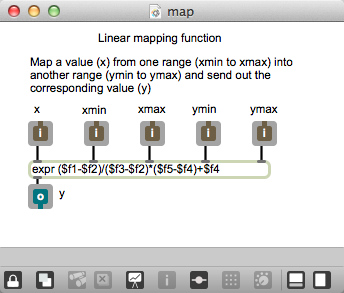 map
Linear mapping function
Map a value (x) from one range (xmin to xmax) into
another range (ymin to ymax) and send out the
corresponding value (y)
x xmin xmax ymin ymax
expr ($f1-$f2)/($f3-$f2)*($f5-$f4)+$f4
y